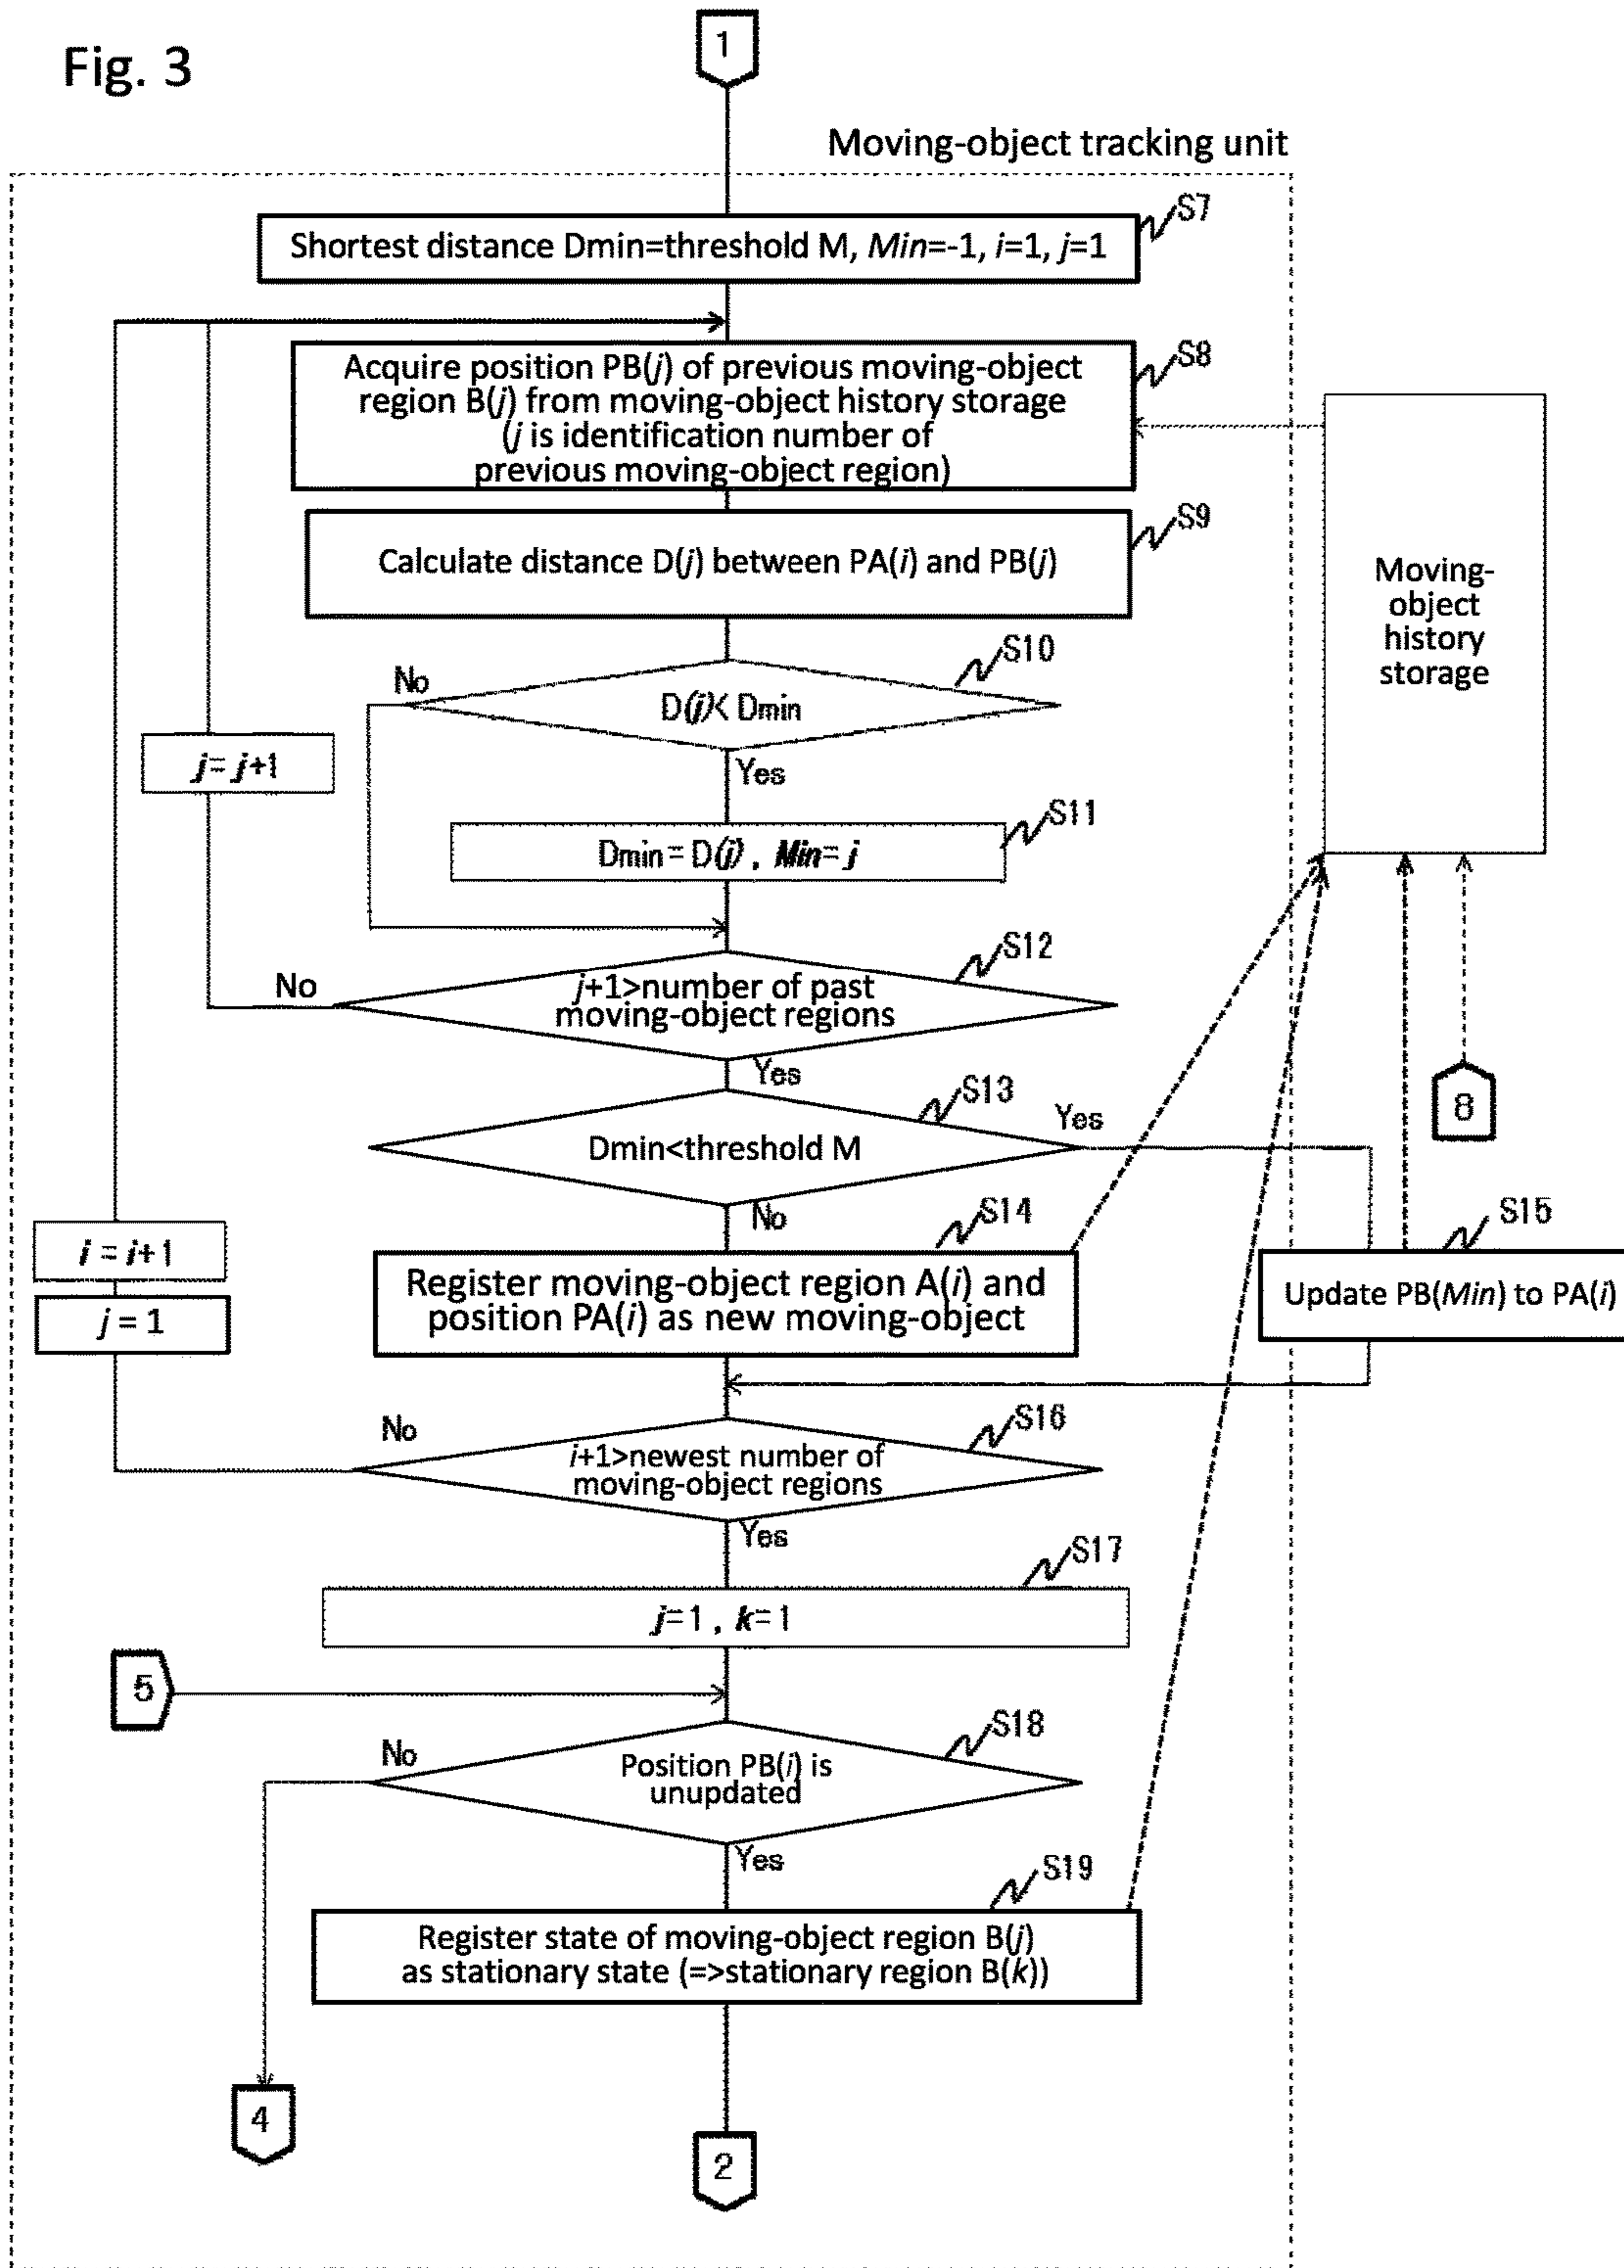 Fig. 3
1
Moving-object tracking unit
S7
Shortest distance Dmin=threshold M, Min=-1, i=1, j=1
S8
Acquire position PB(j) of previous moving-object
region B(j) from moving-object history storage
(j is identification number of
previous moving-object region)
S9
Calculate distance D(j) between PA(i) and PB(j)
Moving-
object
history
storage
S10
No
D(j)< Dmin
Yes
j= j+1
S11
Dmin= D(j) , Min= j
S12
No
j+1>number of past
moving-object regions
Yes
S13
Yes
8
Dmin<threshold M
No
S14
S15
i = i+1
j = 1
Register moving-object region A(i) and
position PA(i) as new moving-object
Update PB(Min) to PA(i)
No
S16
i+1>newest number of
moving-object regions
Yes
S17
j=1 , k=1
5
S18
No
Position PB(i) is
unupdated
Yes
S19
Register state of moving-object region B(j)
as stationary state (=>stationary region B(k))
4
2